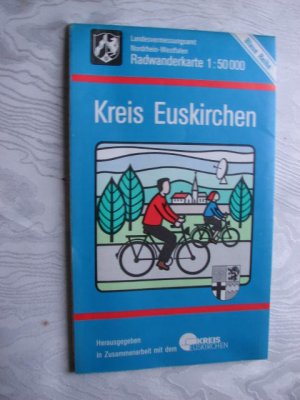 Landesvermessungsamt
Nordrhein-Westfalen
Radwanderkarte 1:50 000
Kreis Euskirchen
Herausgegeben
in Zusammenarbeit mit dem
KREIS
EUSKIRCHEN